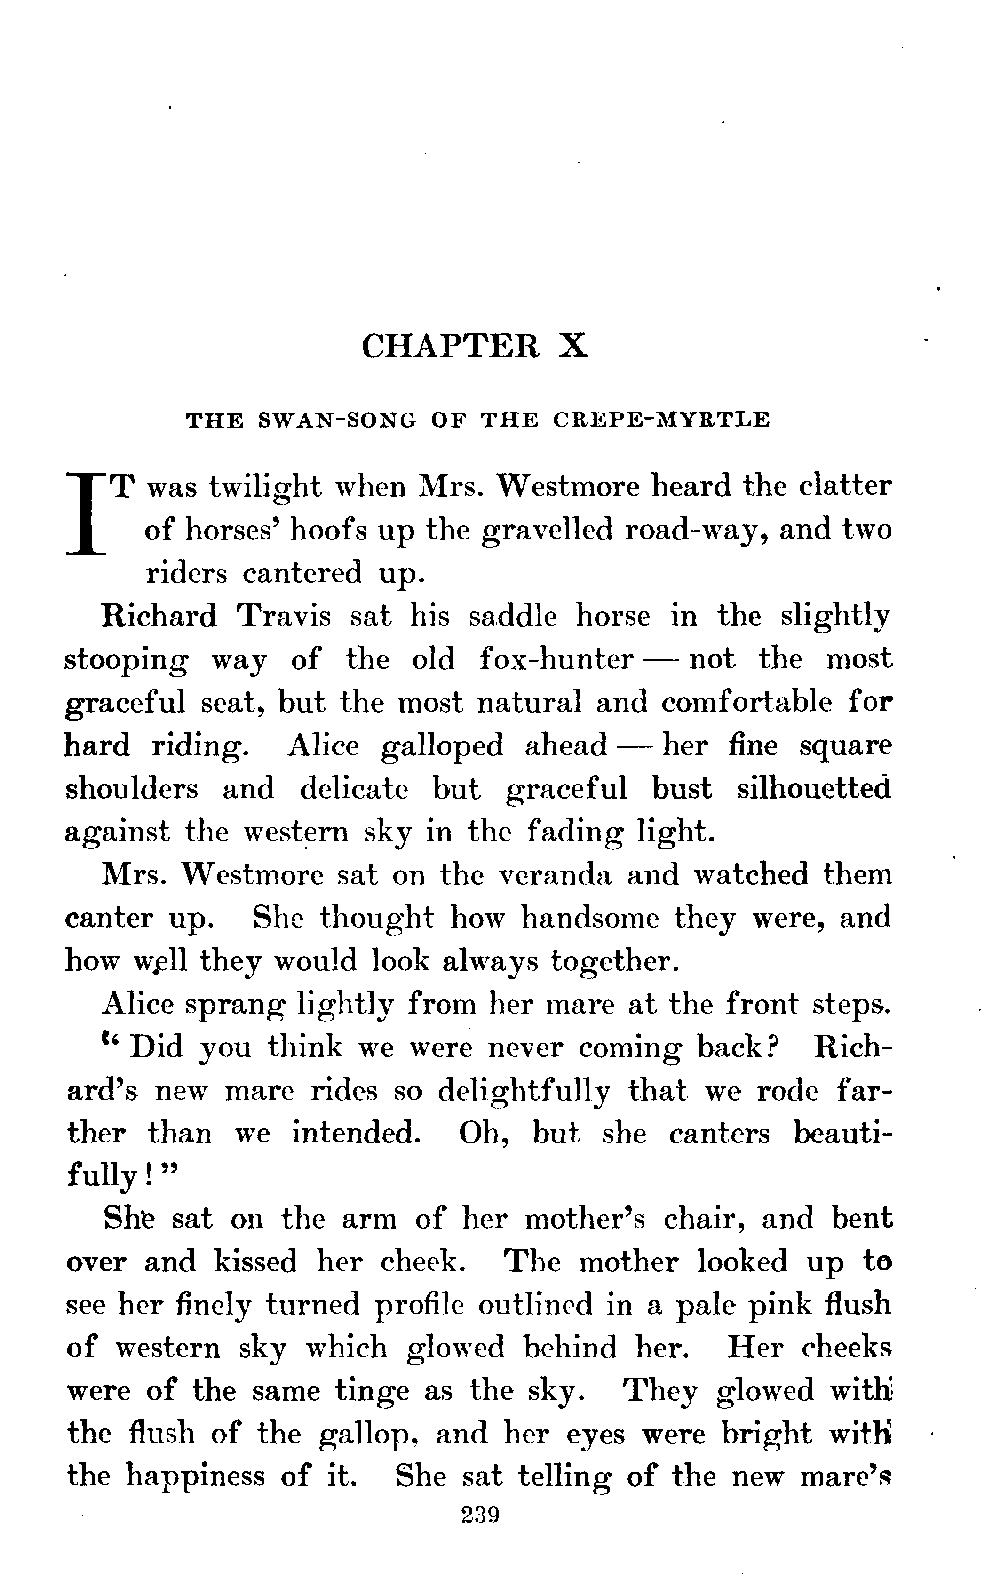 CHAPTER X
THE SWAN-SONG OF THE CREPE-MYRTLE
IT was twilight when Mrs. Westmore heard the clatter
of horses' hoofs up the gravelled road-way, and two
riders cantered up.
Richard Travis sat his saddle horse in the slightly
stooping way of the old fox-hunter — not the most
graceful seat, but the most natural and comfortable for
hard riding. Alice galloped ahead — her fine square
shoulders and delicate but graceful bust silhouetted
against the western sky in the fading light.
Mrs. Westmore sat on the veranda and watched them
canter up. She thought how handsome they were, and
how well they would look always together.
Alice sprang lightly from her mare at the front steps.
"Did you think we were never coming back? Rich-
ard's new mare rides so delightfully that we rode far-
ther than we intended. Oh, but she canters beauti-
fully!"
She sat on the arm of her mother's chair, and bent
over and kissed her cheek. The mother looked up to
see her finely turned profile outlined in a pale pink flush
of western sky which glowed behind her. Her cheeks
were of the same tinge as the sky. They glowed with
the flush of the gallop, and her eyes were bright with
the happiness of it. She sat telling of the new mare's
239